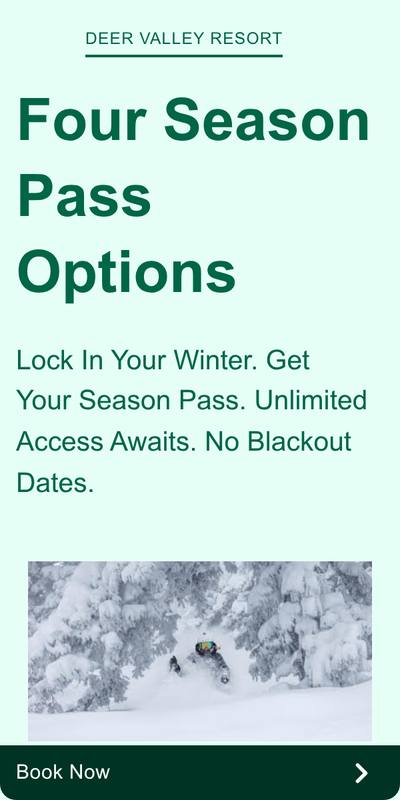 DEER VALLEY RESORT
Four Season
Pass
Options
Lock In Your Winter. Get
Your Season Pass. Unlimited
Access Awaits. No Blackout
Dates.
Book Now